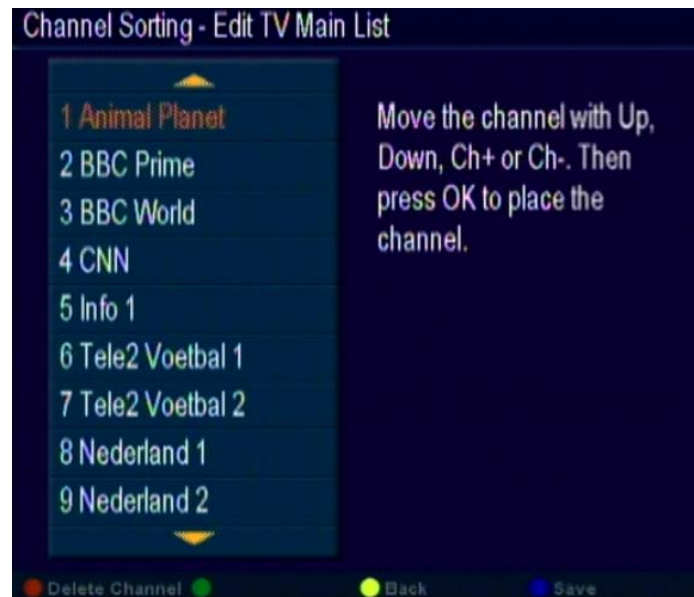 Channel Sorting - Edit TV Main List
1 Animal Planet
2 BBC Prime
3 BBC World
4 CNN
5 Info 1
6 Tele2 Voetbal 1
7 Tele2 Voetbal 2
8 Nederland 1
9 Nederland 2
Move the channel with Up,
Down, Ch+ or Ch-. Then
press OK to place the
channel.
Delete Channel Back Save